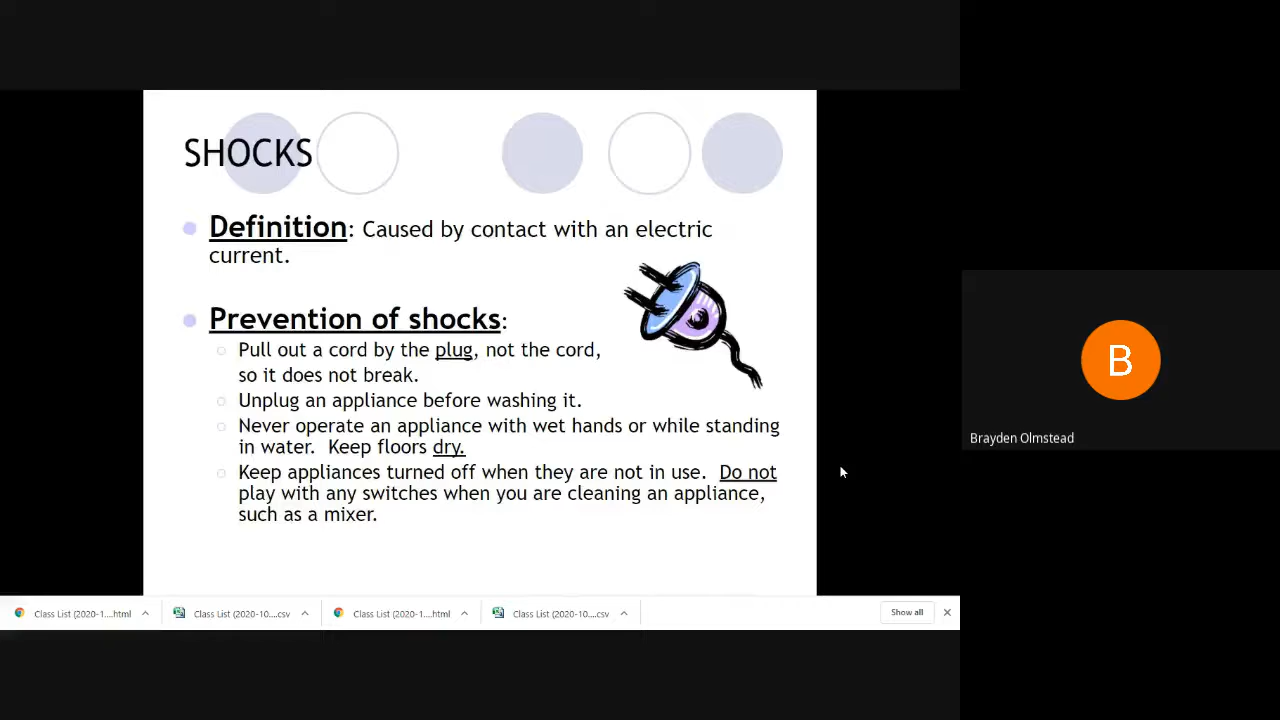 SHOCKS
Definition: Caused by contact with an electric
current.
Prevention of shocks:
Pull out a cord by the plug, not the cord,
so it does not break.
Unplug an appliance before washing it.
Never operate an appliance with wet hands or while standing
in water. Keep floors dry.
Keep appliances turned off when they are not in use. Do not
play with any switches when you are cleaning an appliance,
such as a mixer.
B
Brayden Olmstead
Class List (2020-1....html
Class List (2020-10....csv
Class List (2020-1....html
Class List (2020-10....csv
Show all